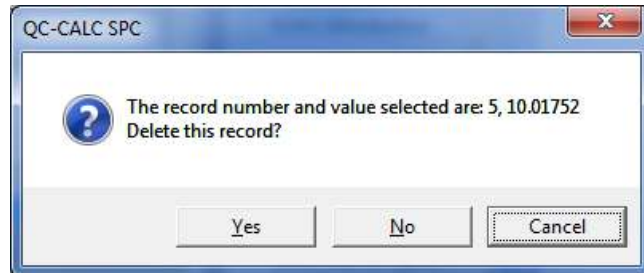 QC-CALC SPC
The record number and value selected are: 5, 10.01752
Delete this record?
Yes
No
Cancel